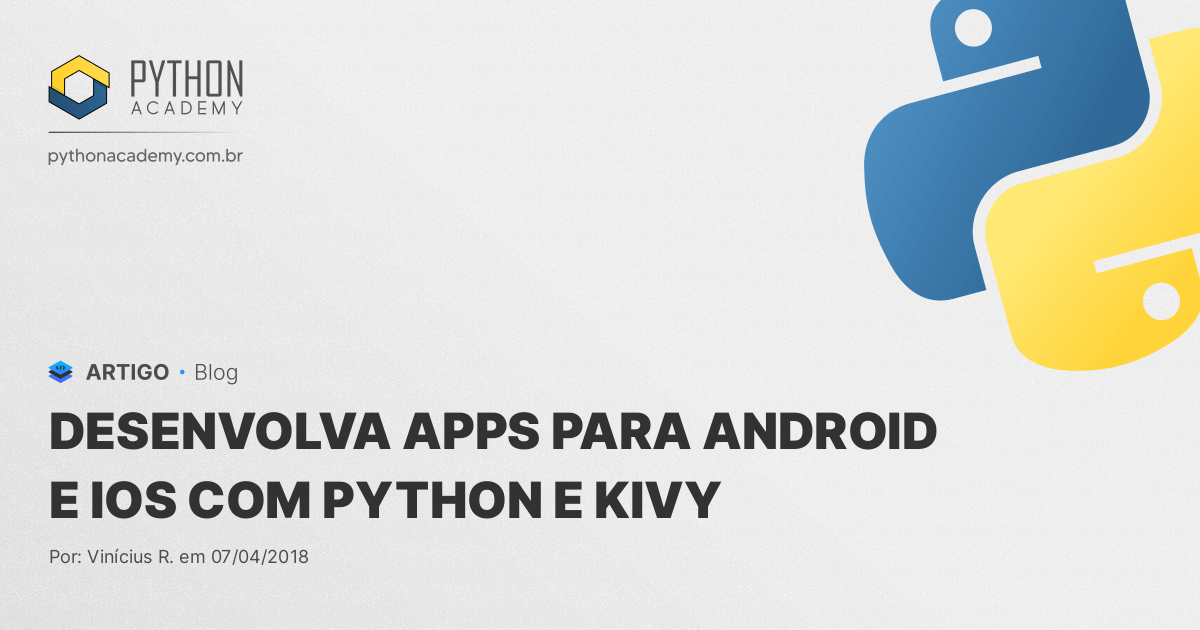 PYTHON
ACADEMY
pythonacademy.com.br
ARTIGO • Blog
DESENVOLVA APPS PARA ANDROID
E IOS COM PYTHON E KIVY
Por: Vinícius R. em 07/04/2018